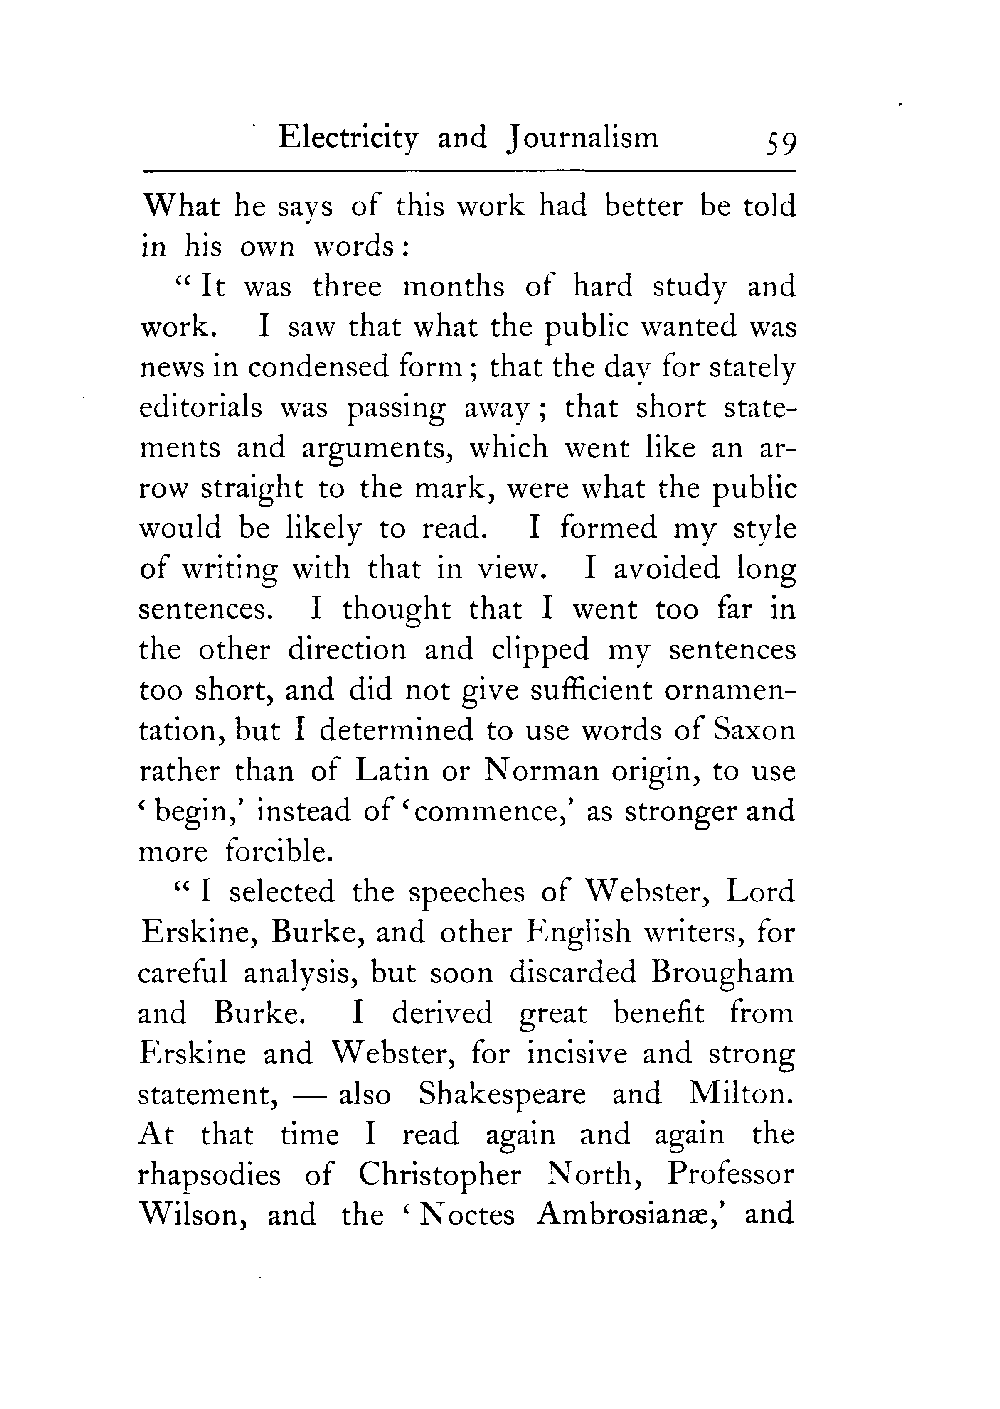 Electricity and Journalism 59
What he says of this work had better be told
in his own words:
“It was three months of hard study and
work. I saw that what the public wanted was
news in condensed form; that the day for stately
editorials was passing away; that short state-
ments and arguments, which went like an ar-
row straight to the mark, were what the public
would be likely to read. I formed my style
of writing with that in view. I avoided long
sentences. I thought that I went too far in
the other direction and clipped my sentences
too short, and did not give sufficient ornamen-
tation, but I determined to use words of Saxon
rather than of Latin or Norman origin, to use
‘begin,’ instead of ‘commence,’ as stronger and
more forcible.
“I selected the speeches of Webster, Lord
Erskine, Burke, and other English writers, for
careful analysis, but soon discarded Brougham
and Burke. I derived great benefit from
Erskine and Webster, for incisive and strong
statement, — also Shakespeare and Milton.
At that time I read again and again the
rhapsodies of Christopher North, Professor
Wilson, and the ‘Noctes Ambrosianæ,’ and